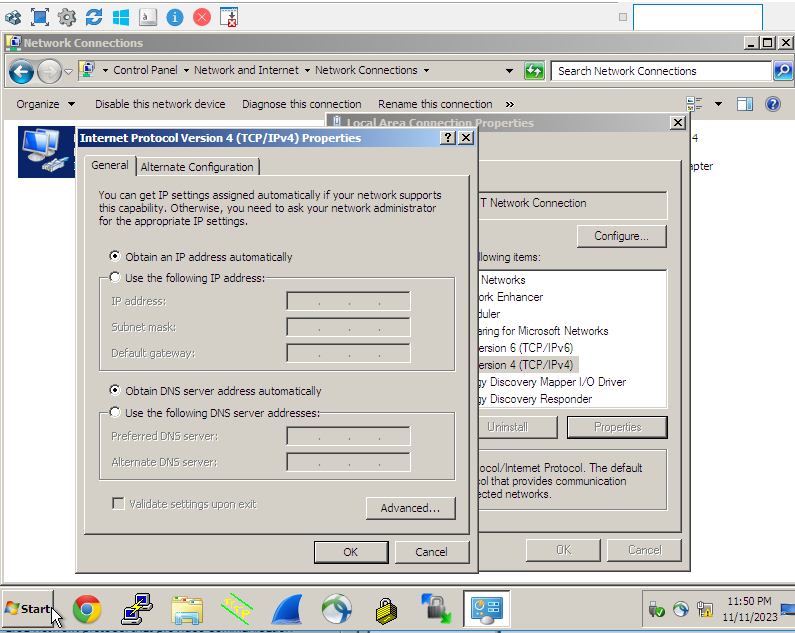 Network Connections
Control Panel Network and Internet Network Connections
Search Network Connections
Organize Disable this network device Diagnose this connection Rename this connection »
Local Area Connection Properties
4
apter
T Network Connection
Configure...
llowing items:
Networks
ork Enhancer
duler
aring for Microsoft Networks
ersion 6 (TCP/IPv6)
ersion 4 (TCP/IPv4)
gy Discovery Mapper I/O Driver
gy Discovery Responder
Uninstall Properties
ocol/Internet Protocol. The default
col that provides communication
ected networks.
OK Cancel
Internet Protocol Version 4 (TCP/IPv4) Properties
General Alternate Configuration
You can get IP settings assigned automatically if your network supports
this capability. Otherwise, you need to ask your network administrator
for the appropriate IP settings.
Obtain an IP address automatically
Use the following IP address:
IP address:
Subnet mask:
Default gateway:
Obtain DNS server address automatically
Use the following DNS server addresses:
Preferred DNS server:
Alternate DNS server:
Validate settings upon exit
Advanced...
OK Cancel
Start
11:50 PM
11/11/2023